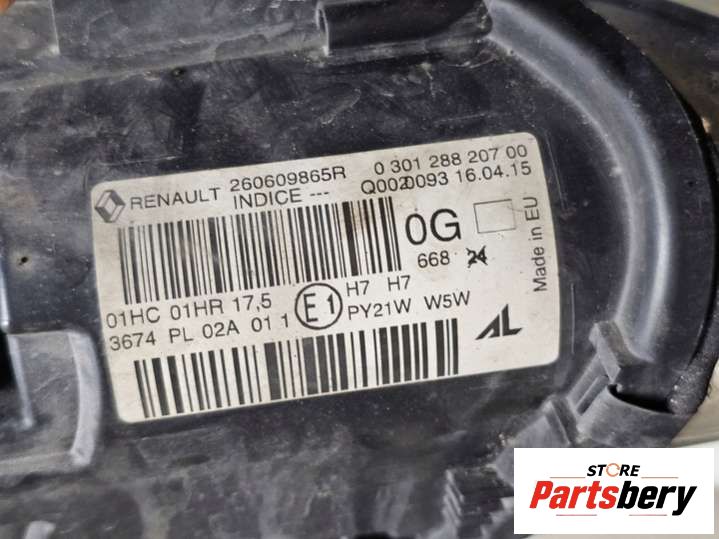 RENAULT 260609865R 0 301 288 207 00
INDICE --- Q0020093 16.04.15
0G
668 24
Made in EU
01HC 01HR 17,5 E1 H7 H7
3674 PL 02A 01 1 PY21W W5W
AL
STORE
Partsbery